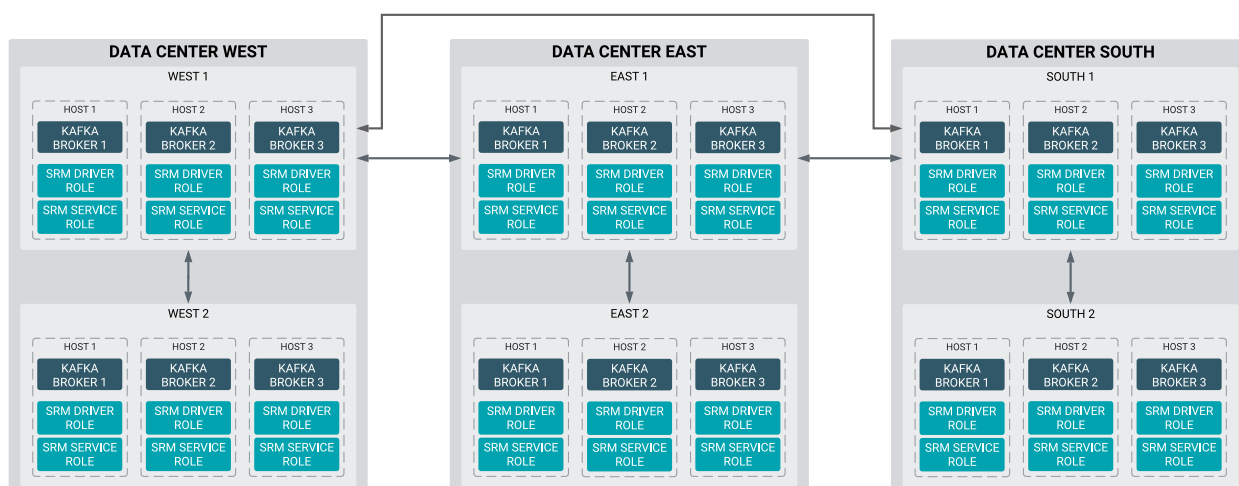 DATA CENTER WEST
WEST 1
HOST 1
KAFKA
BROKER 1
SRM DRIVER
ROLE
SRM SERVICE
ROLE
HOST 2
KAFKA
BROKER 2
SRM DRIVER
ROLE
SRM SERVICE
ROLE
HOST 3
KAFKA
BROKER 3
SRM DRIVER
ROLE
SRM SERVICE
ROLE
WEST 2
HOST 1
KAFKA
BROKER 1
SRM DRIVER
ROLE
SRM SERVICE
ROLE
HOST 2
KAFKA
BROKER 2
SRM DRIVER
ROLE
SRM SERVICE
ROLE
HOST 3
KAFKA
BROKER 3
SRM DRIVER
ROLE
SRM SERVICE
ROLE
DATA CENTER EAST
EAST 1
HOST 1
KAFKA
BROKER 1
SRM DRIVER
ROLE
SRM SERVICE
ROLE
HOST 2
KAFKA
BROKER 2
SRM DRIVER
ROLE
SRM SERVICE
ROLE
HOST 3
KAFKA
BROKER 3
SRM DRIVER
ROLE
SRM SERVICE
ROLE
EAST 2
HOST 1
KAFKA
BROKER 1
SRM DRIVER
ROLE
SRM SERVICE
ROLE
HOST 2
KAFKA
BROKER 2
SRM DRIVER
ROLE
SRM SERVICE
ROLE
HOST 3
KAFKA
BROKER 3
SRM DRIVER
ROLE
SRM SERVICE
ROLE
DATA CENTER SOUTH
SOUTH 1
HOST 1
KAFKA
BROKER 1
SRM DRIVER
ROLE
SRM SERVICE
ROLE
HOST 2
KAFKA
BROKER 2
SRM DRIVER
ROLE
SRM SERVICE
ROLE
HOST 3
KAFKA
BROKER 3
SRM DRIVER
ROLE
SRM SERVICE
ROLE
SOUTH 2
HOST 1
KAFKA
BROKER 1
SRM DRIVER
ROLE
SRM SERVICE
ROLE
HOST 2
KAFKA
BROKER 2
SRM DRIVER
ROLE
SRM SERVICE
ROLE
HOST 3
KAFKA
BROKER 3
SRM DRIVER
ROLE
SRM SERVICE
ROLE